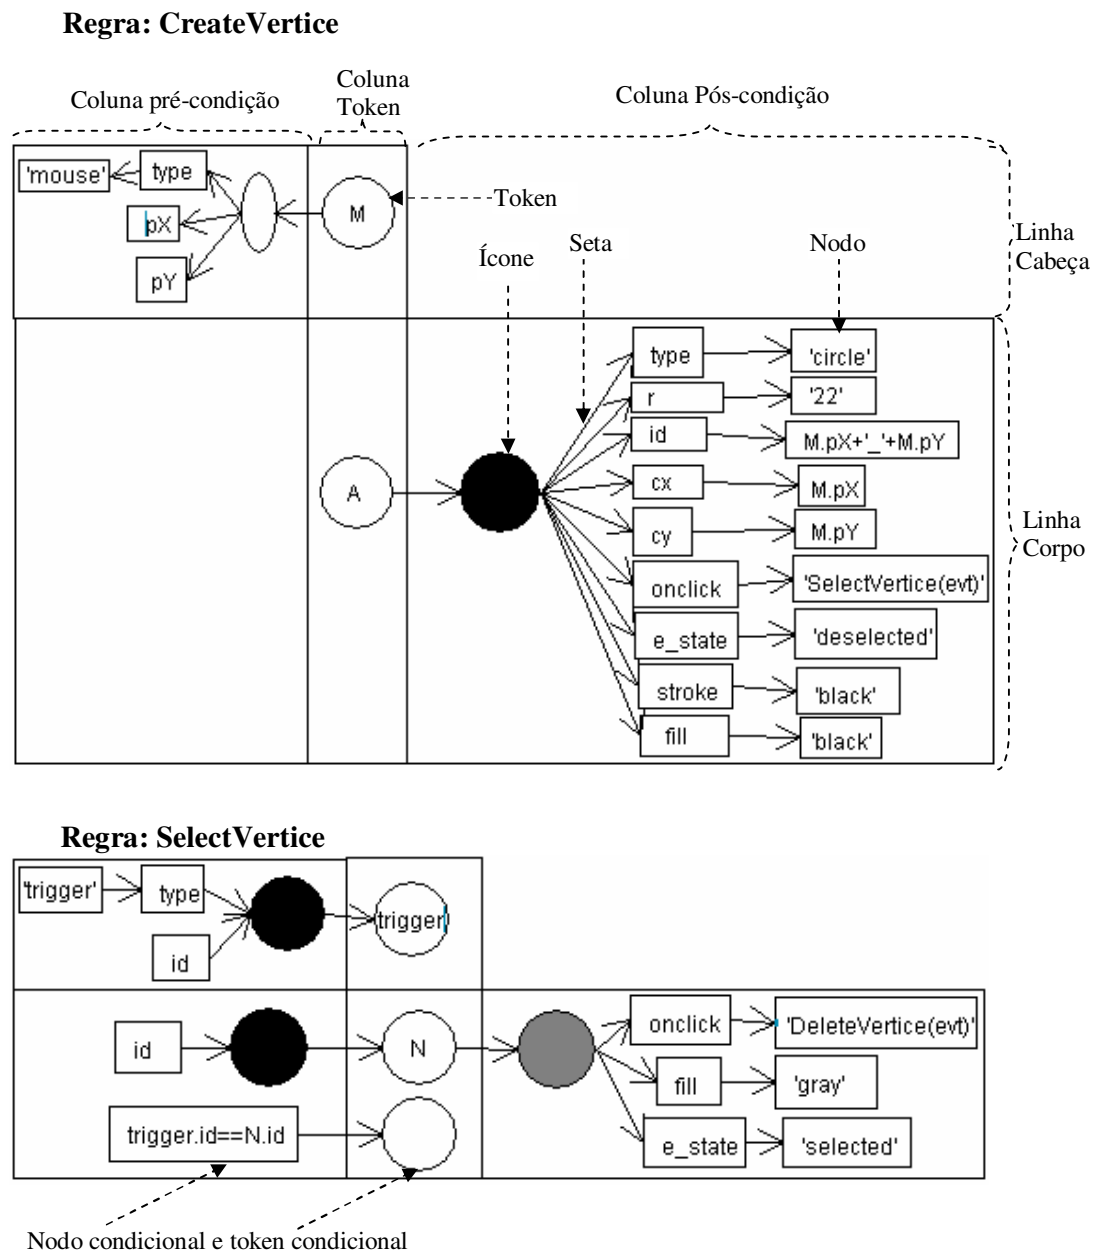 Regra: CreateVertice
Coluna pré-condição
Coluna
Token
Coluna Pós-condição
'mouse'
type
pX
pY
M
Token
Ícone
Seta
Nodo
Linha
Cabeça
A
type
'circle'
r
'22'
id
M.pX+'_'+M.pY
cx
M.pX
cy
M.pY
onclick
'SelectVertice(evt)'
e_state
'deselected'
stroke
'black'
fill
'black'
Linha
Corpo
Regra: SelectVertice
'trigger'
type
id
trigger
id
N
onclick
'DeleteVertice(evt)'
fill
'gray'
e_state
'selected'
trigger.id==N.id
Nodo condicional e token condicional